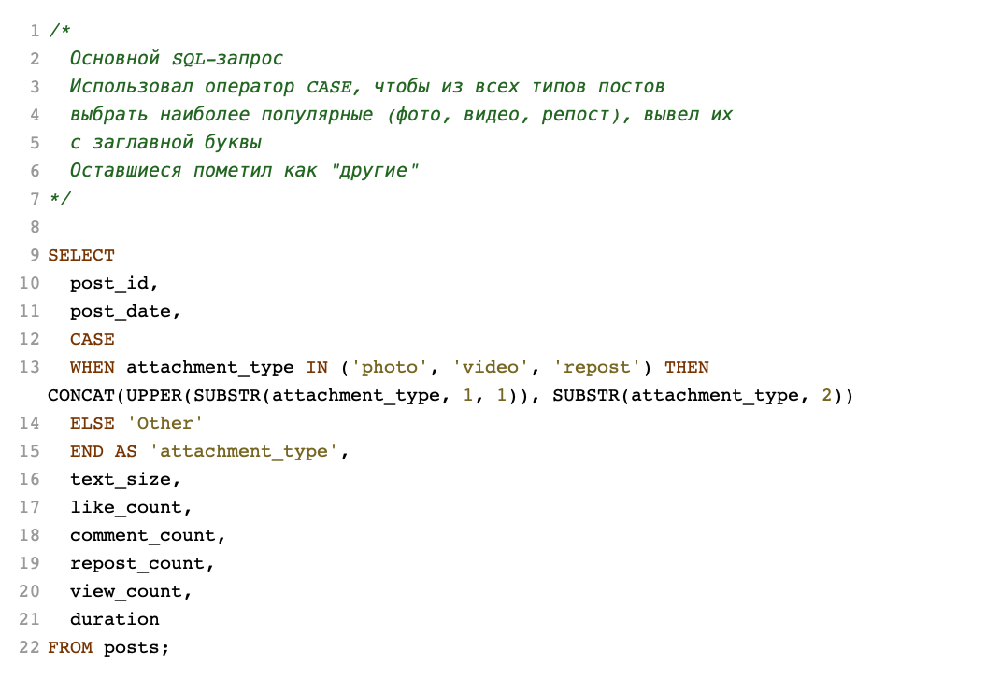 1 /*
2 Основной SQL-запрос
3 Использовал оператор CASE, чтобы из всех типов постов
4 выбрать наиболее популярные (фото, видео, репост), вывел их
5 с заглавной буквы
6 Оставшиеся пометил как "другие"
7 */
8
9 SELECT
10 post_id,
11 post_date,
12 CASE
13 WHEN attachment_type IN ('photo', 'video', 'repost') THEN
CONCAT(UPPER(SUBSTR(attachment_type, 1, 1)), SUBSTR(attachment_type, 2))
14 ELSE 'Other'
15 END AS 'attachment_type',
16 text_size,
17 like_count,
18 comment_count,
19 repost_count,
20 view_count,
21 duration
22 FROM posts;